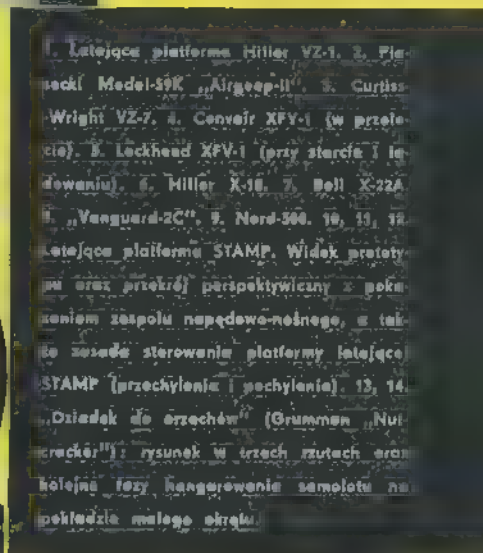 1. Latająca platforma Hiller VZ-1. 2. Pia-
secki Model-59K „Airgeep-II". 3. Curtiss-
-Wright VZ-7. 4. Convair XFY-1 (w przelo-
cie). 5. Lockheed XFV-1 (przy starcie i lą-
dowaniu). 6. Hiller X-18. 7. Bell X-22A.
8. „Vanguard-2C". 9. Nord-500. 10, 11, 12.
Latająca platforma STAMP. Widok prototy-
pu oraz przekrój perspektywiczny z poka-
zaniem zespołu napędowo-nośnego, a tak-
że zasada sterowania platformy latającej
STAMP (przechylenie i pochylenie). 13, 14.
„Dziadek do orzechów" (Grumman „Nut-
cracker"): rysunek w trzech rzutach oraz
kolejne fazy hangarowania samolotu na
pokładzie małego okrętu.